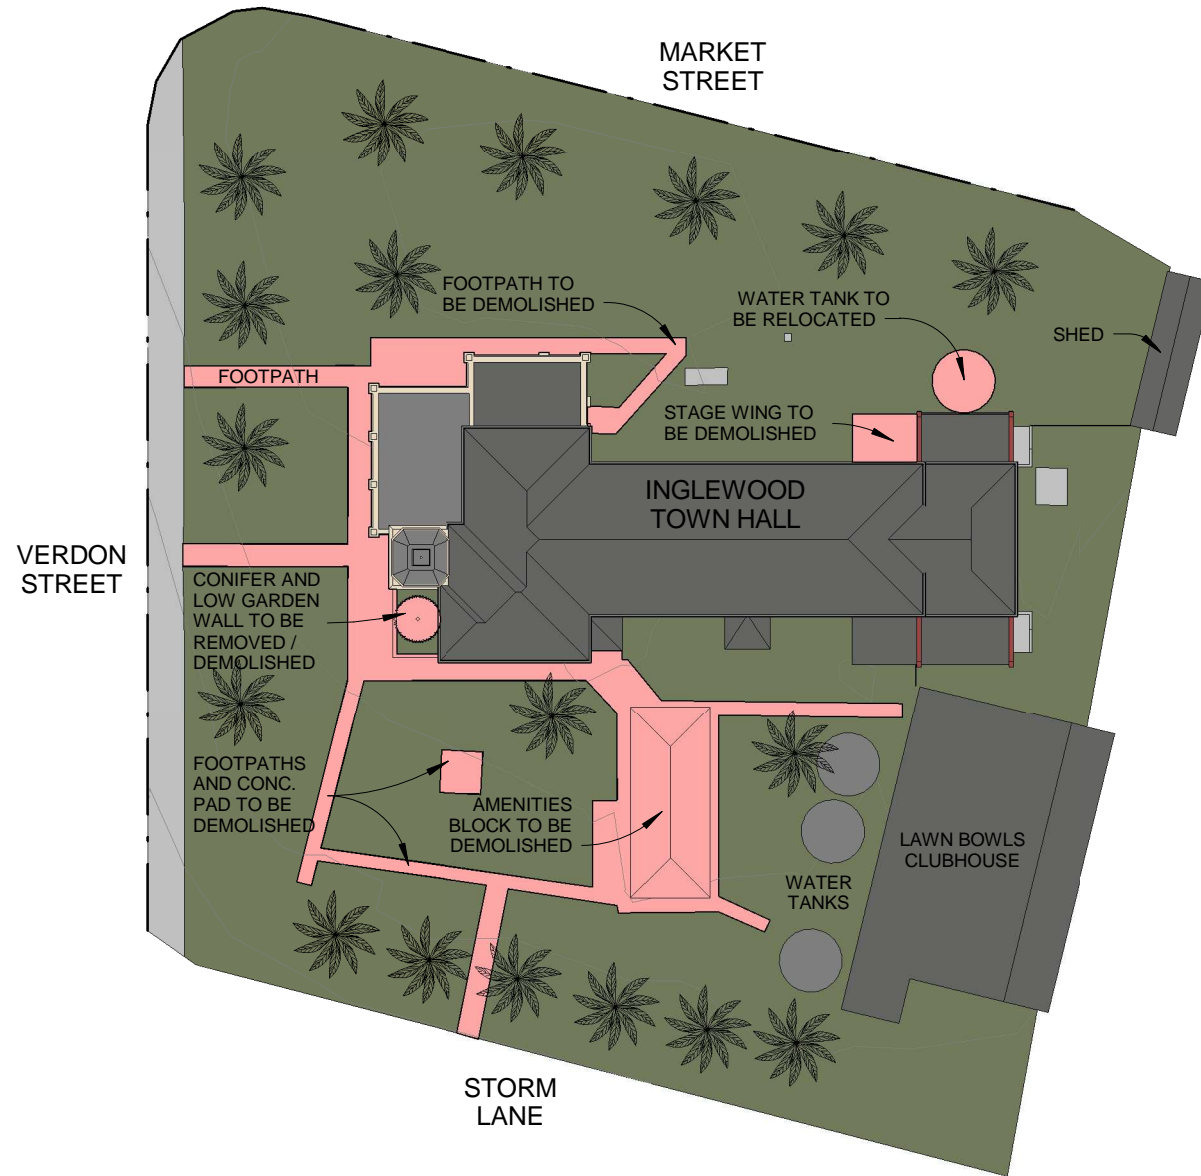 MARKET
STREET
FOOTPATH TO
BE DEMOLISHED
WATER TANK TO
BE RELOCATED
SHED
FOOTPATH
STAGE WING TO
BE DEMOLISHED
INGLEWOOD
TOWN HALL
VERDON
STREET
CONIFER AND
LOW GARDEN
WALL TO BE
REMOVED /
DEMOLISHED
FOOTPATHS
AND CONC.
PAD TO BE
DEMOLISHED
AMENITIES
BLOCK TO BE
DEMOLISHED
LAWN BOWLS
CLUBHOUSE
WATER
TANKS
STORM
LANE